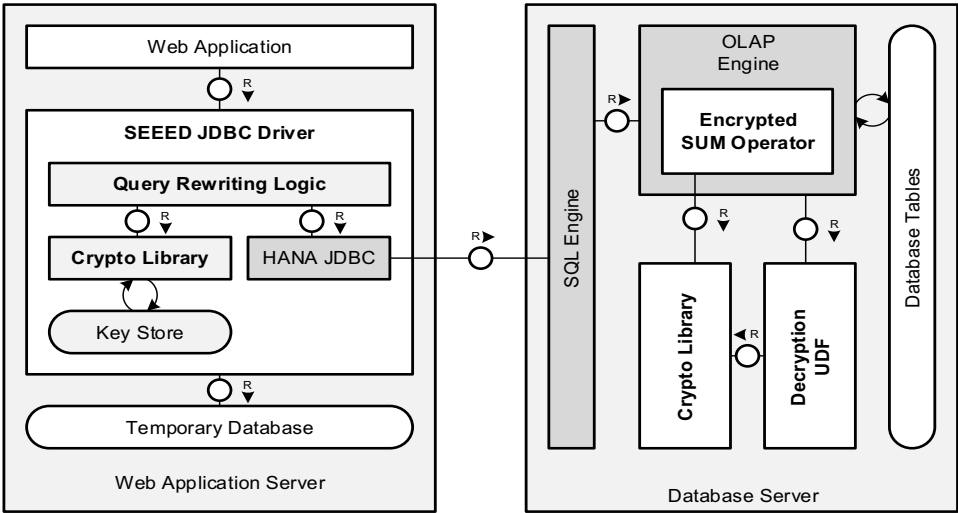 Web Application
R
SEEED JDBC Driver
Query Rewriting Logic
R
R
Crypto Library
HANA JDBC
Key Store
R
Temporary Database
Web Application Server
R
SQL Engine
R
OLAP
Engine
Encrypted
SUM Operator
R
R
Crypto Library
R
Decryption
UDF
Database Tables
Database Server